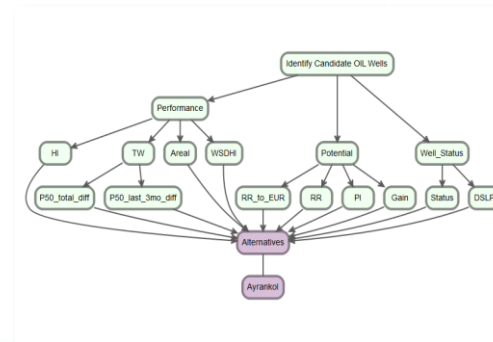 Identify Candidate OIL Wells
Performance
HI
TW
Areal
WSDHI
Potential
Well_Status
P50_total_diff
P50_last_3mo_diff
RR_to_EUR
RR
PI
Gain
Status
DSLP
Alternatives
Ayrankol